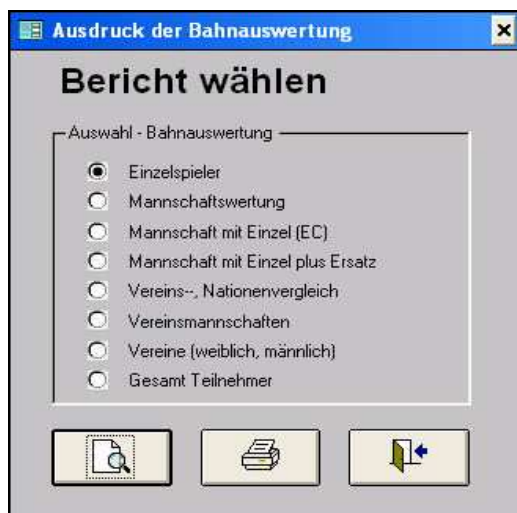 Ausdruck der Bahnauswertung
Bericht wählen
Auswahl - Bahnauswertung
Einzelspieler
Mannschaftswertung
Mannschaft mit Einzel (EC)
Mannschaft mit Einzel plus Ersatz
Vereins--, Nationenvergleich
Vereinsmannschaften
Vereine (weiblich, männlich)
Gesamt Teilnehmer